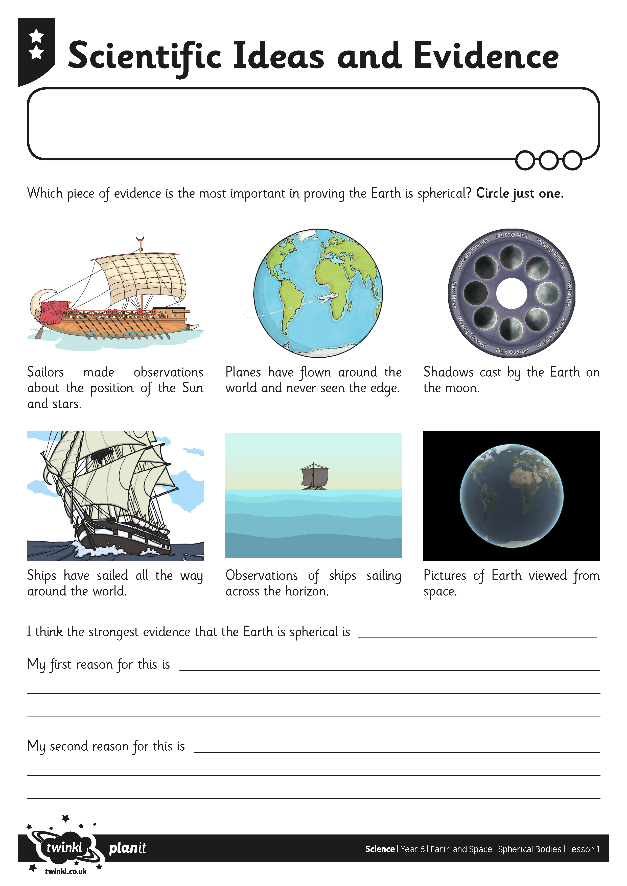 Scientific Ideas and Evidence
Which piece of evidence is the most important in proving the Earth is spherical? Circle just one.
Sailors made observations
about the position of the Sun
and stars.
Planes have flown around the
world and never seen the edge.
Shadows cast by the Earth on
the moon.
Ships have sailed all the way
around the world.
Observations of ships sailing
across the horizon.
Pictures of Earth viewed from
space.
I think the strongest evidence that the Earth is spherical is
My first reason for this is
My second reason for this is
twinkl
planit
twinkl.co.uk
Science | Year 5 | Earth and Space | Spherical Bodies | Lesson 1